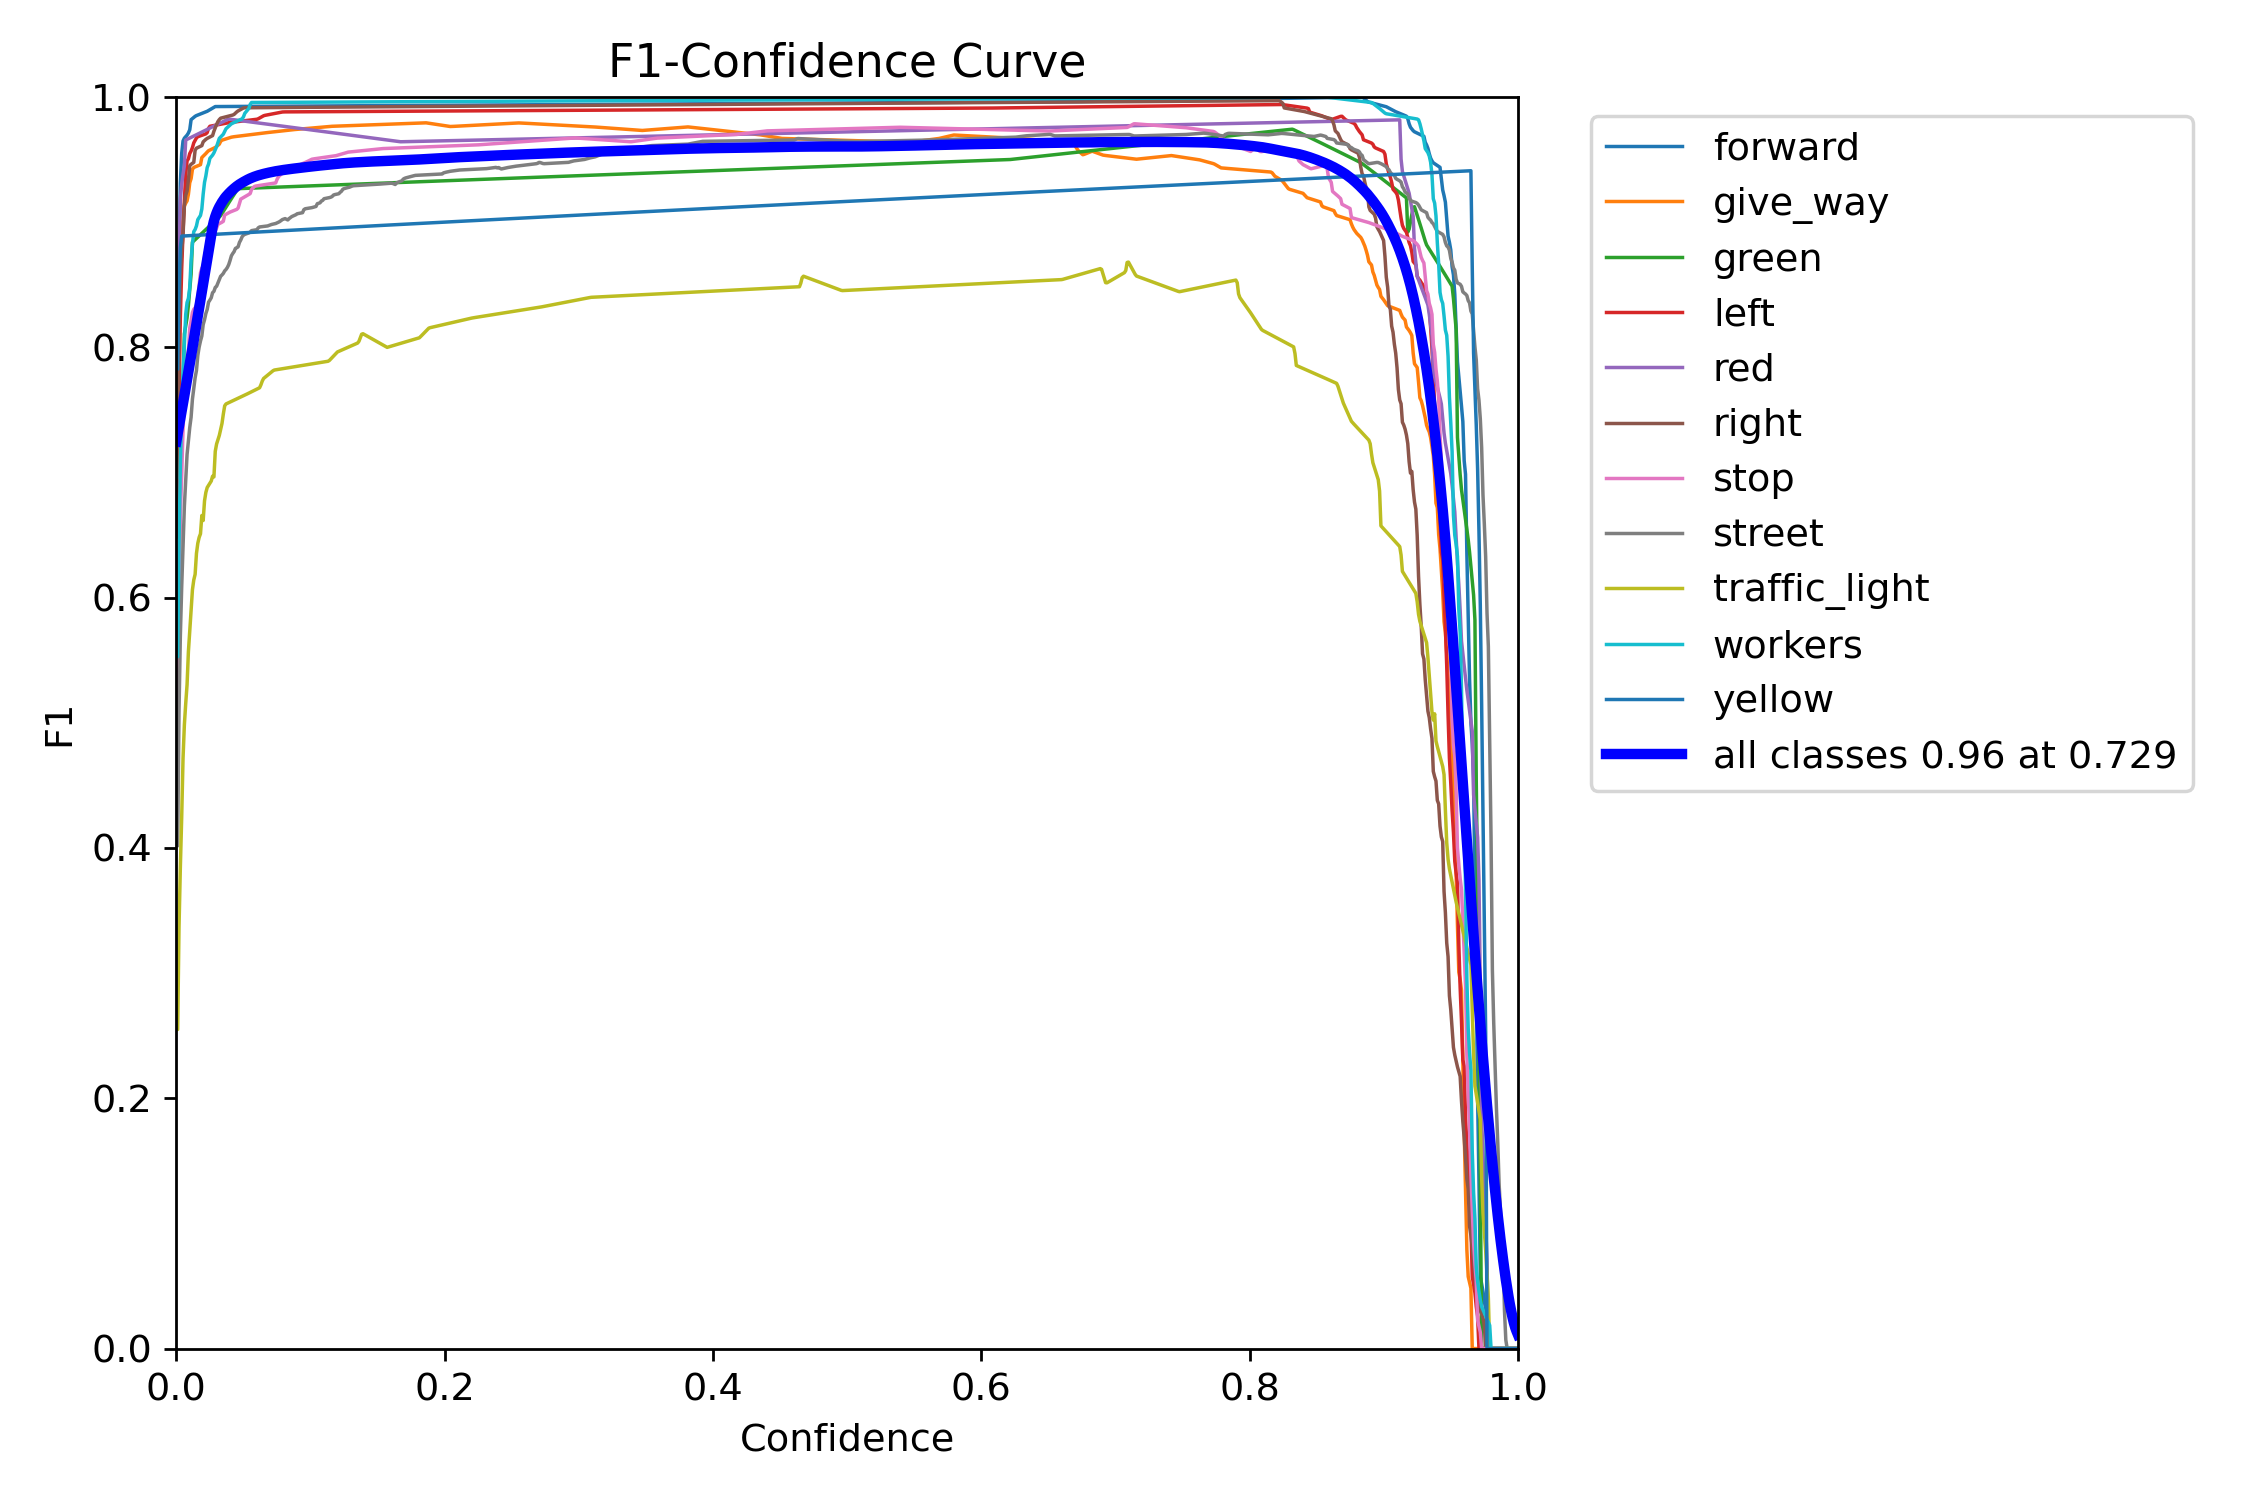 F1-Confidence Curve
1.0
0.8
0.6
0.4
0.2
0.0
F1
0.0 0.2 0.4 0.6 0.8 1.0
Confidence
forward
give_way
green
left
red
right
stop
street
traffic_light
workers
yellow
all classes 0.96 at 0.729